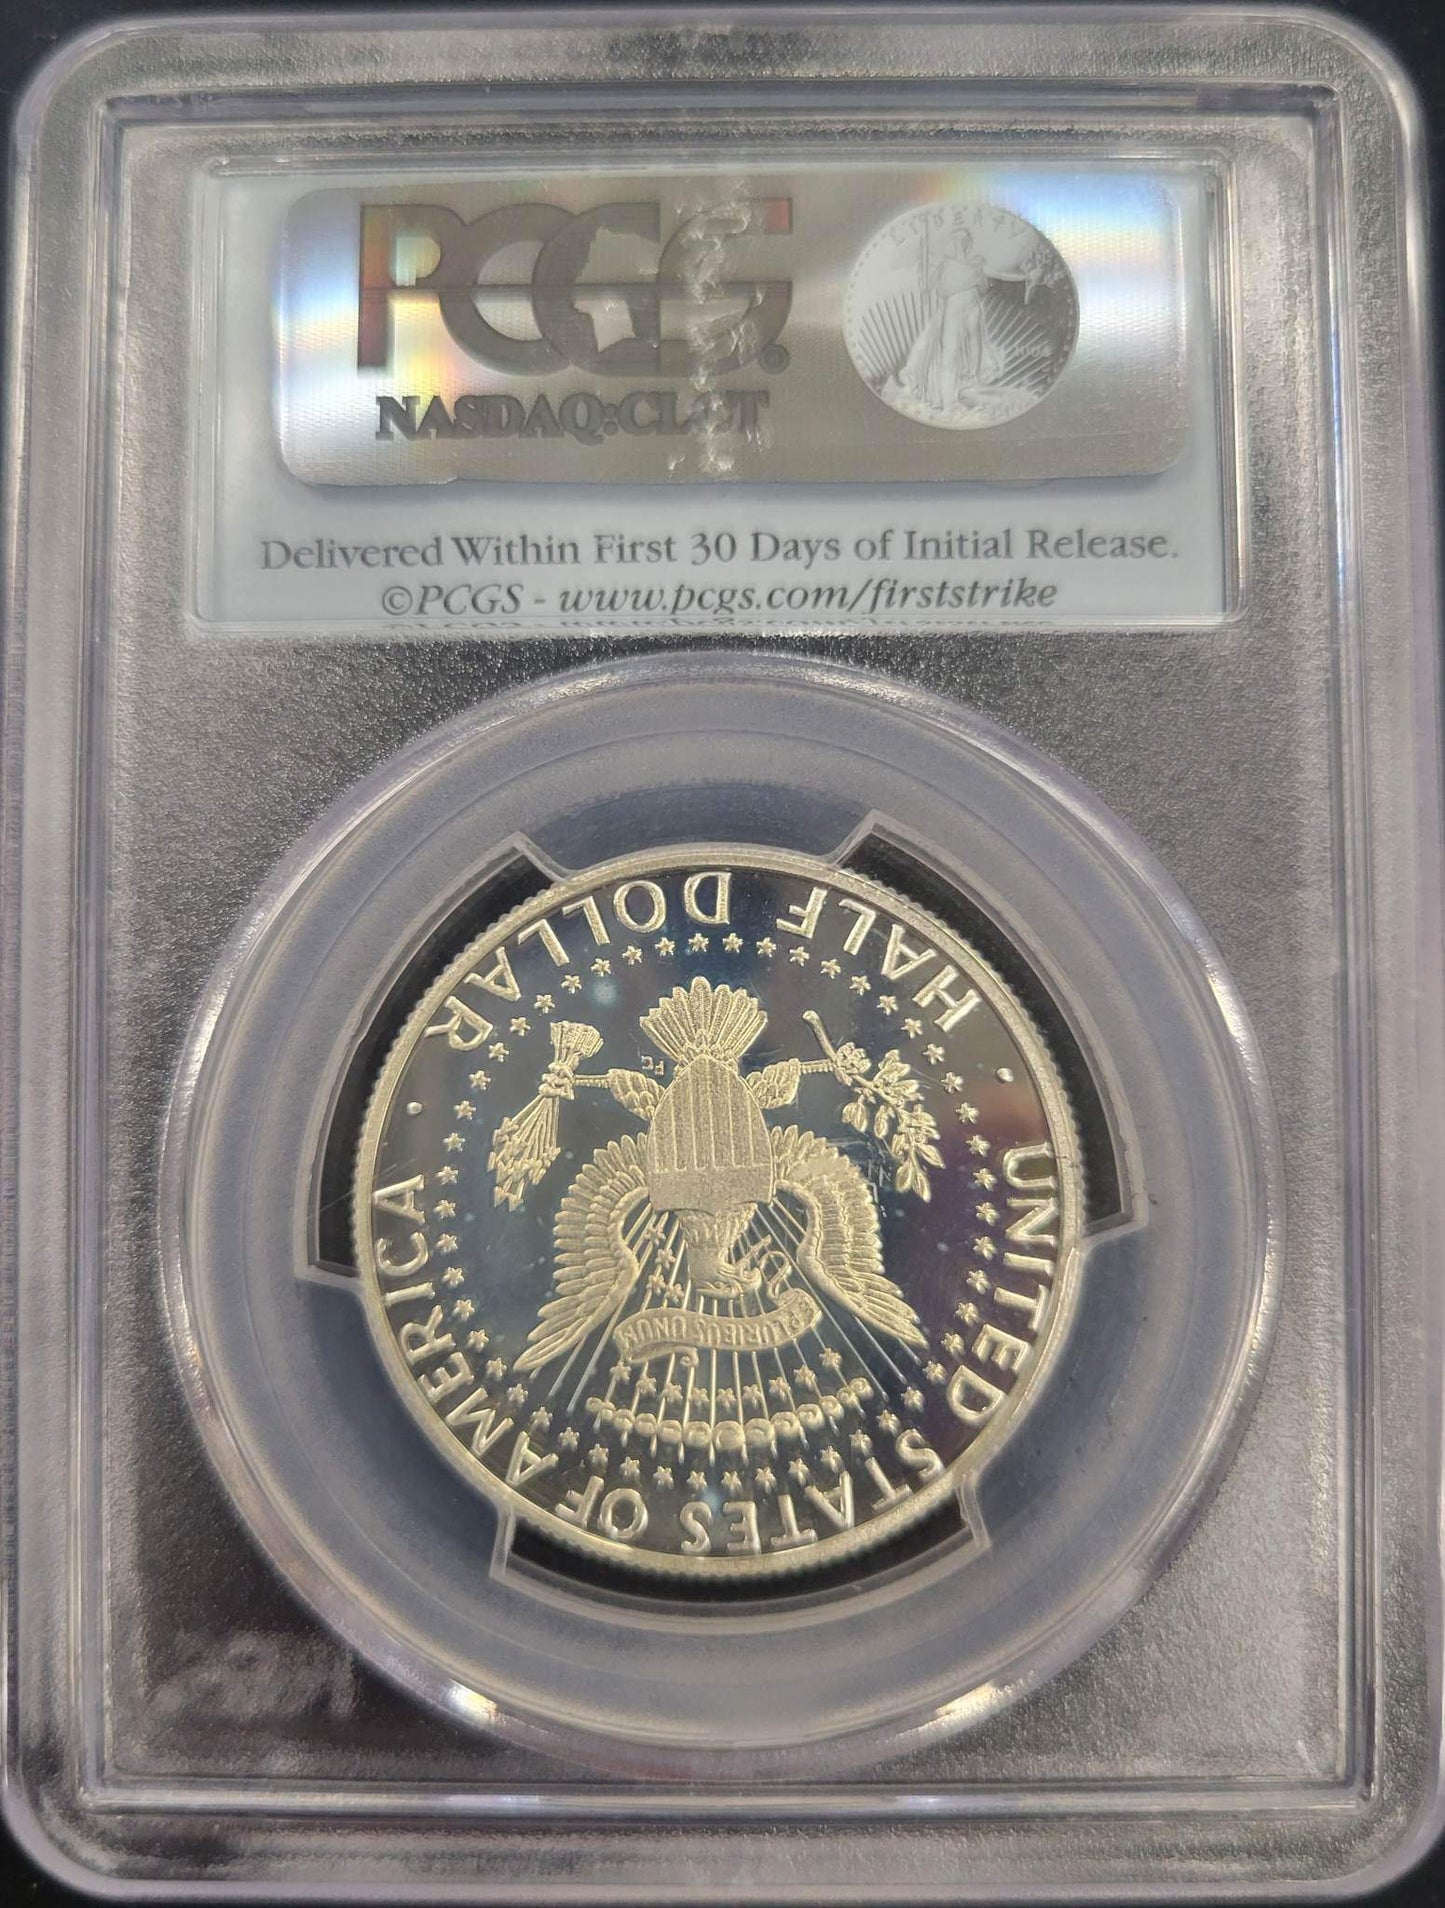 PCGS®
NASDAQ:CLCT
LIBERTY
Delivered Within First 30 Days of Initial Release.
©PCGS - www.pcgs.com/firststrike
HALF DOLLAR
FG
PLURIBUS UNUM
UNITED STATES OF AMERICA